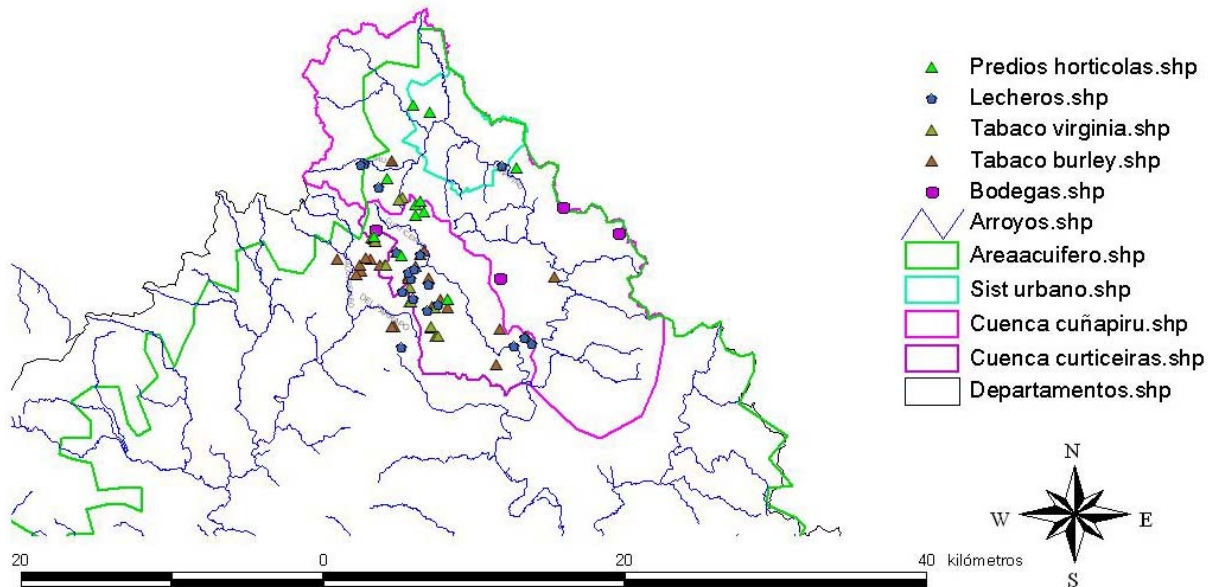 Predios horticolas.shp
Lecheros.shp
Tabaco virginia.shp
Tabaco burley.shp
Bodegas.shp
Arroyos.shp
Areaacuifero.shp
Sist urbano.shp
Cuenca cuñapiru.shp
Cuenca curticeiras.shp
Departamentos.shp
N
W E
S
20 0 20 40 kilómetros